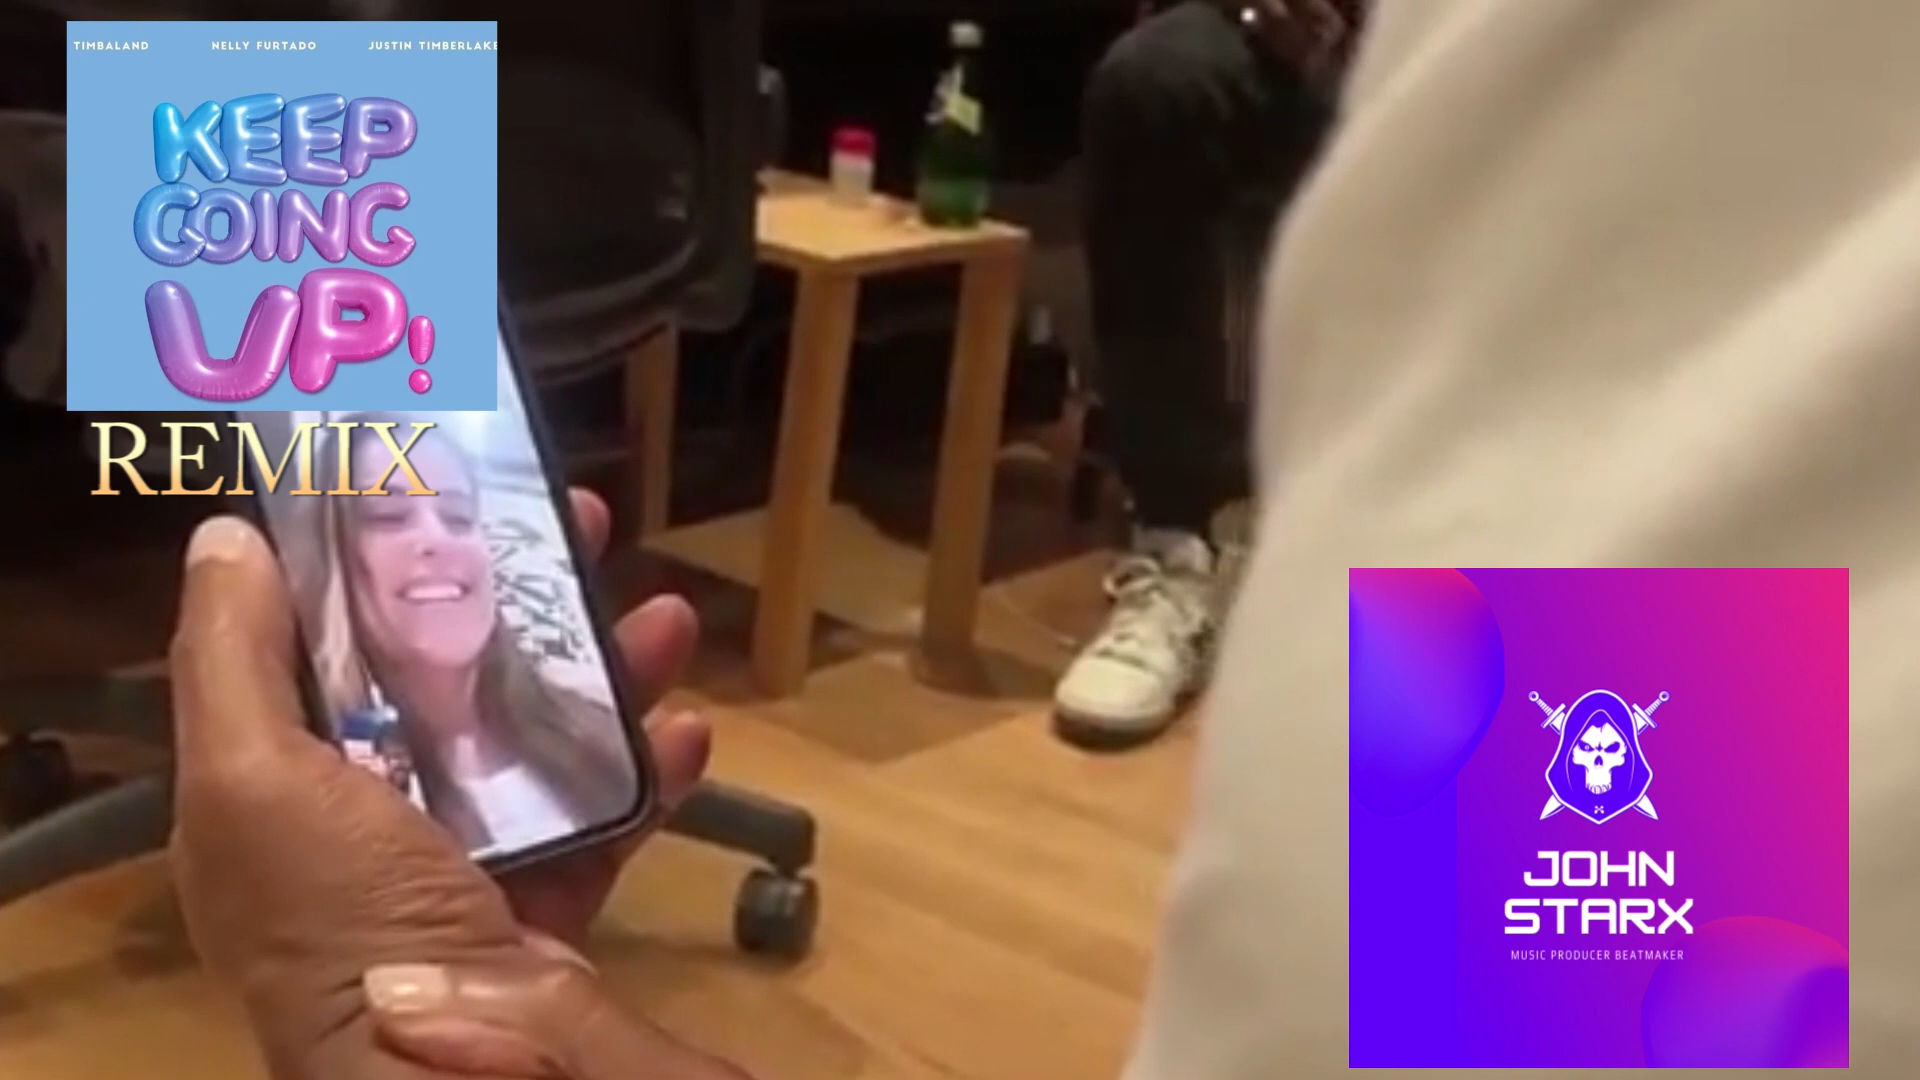 TIMBALAND NELLY FURTADO JUSTIN TIMBERLAKE
KEEP
GOING
UP!
REMIX
JOHN
STARX
MUSIC PRODUCER BEATMAKER